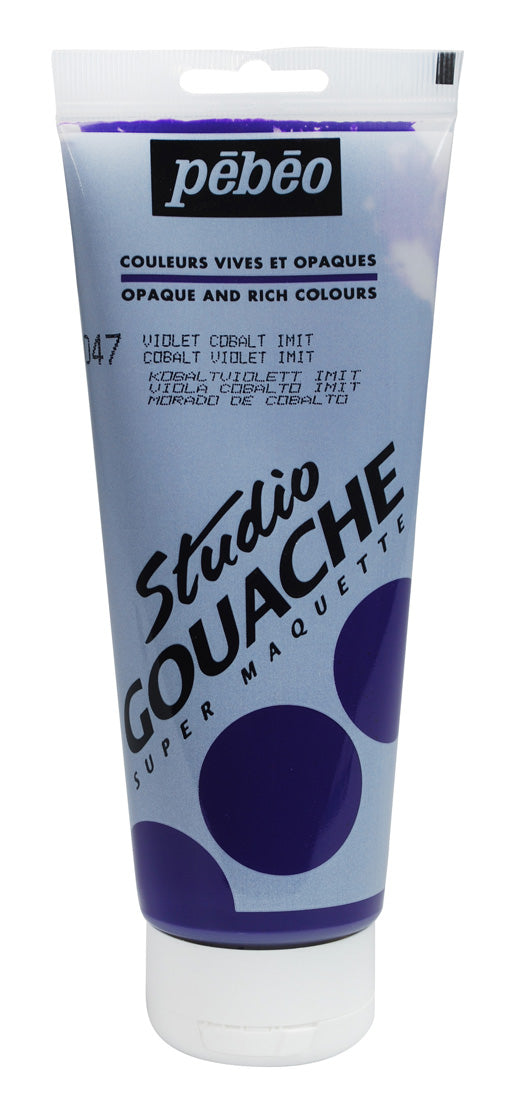 pēbēo
COULEURS VIVES ET OPAQUES
OPAQUE AND RICH COLOURS
047
VIOLET COBALT IMIT
COBALT VIOLET IMIT
KOBALTVIOLETT IMIT
VIOLA COBALTO IMIT
MORADO DE COBALTO
Studio
GOUACHE
SUPER MAQUETTE